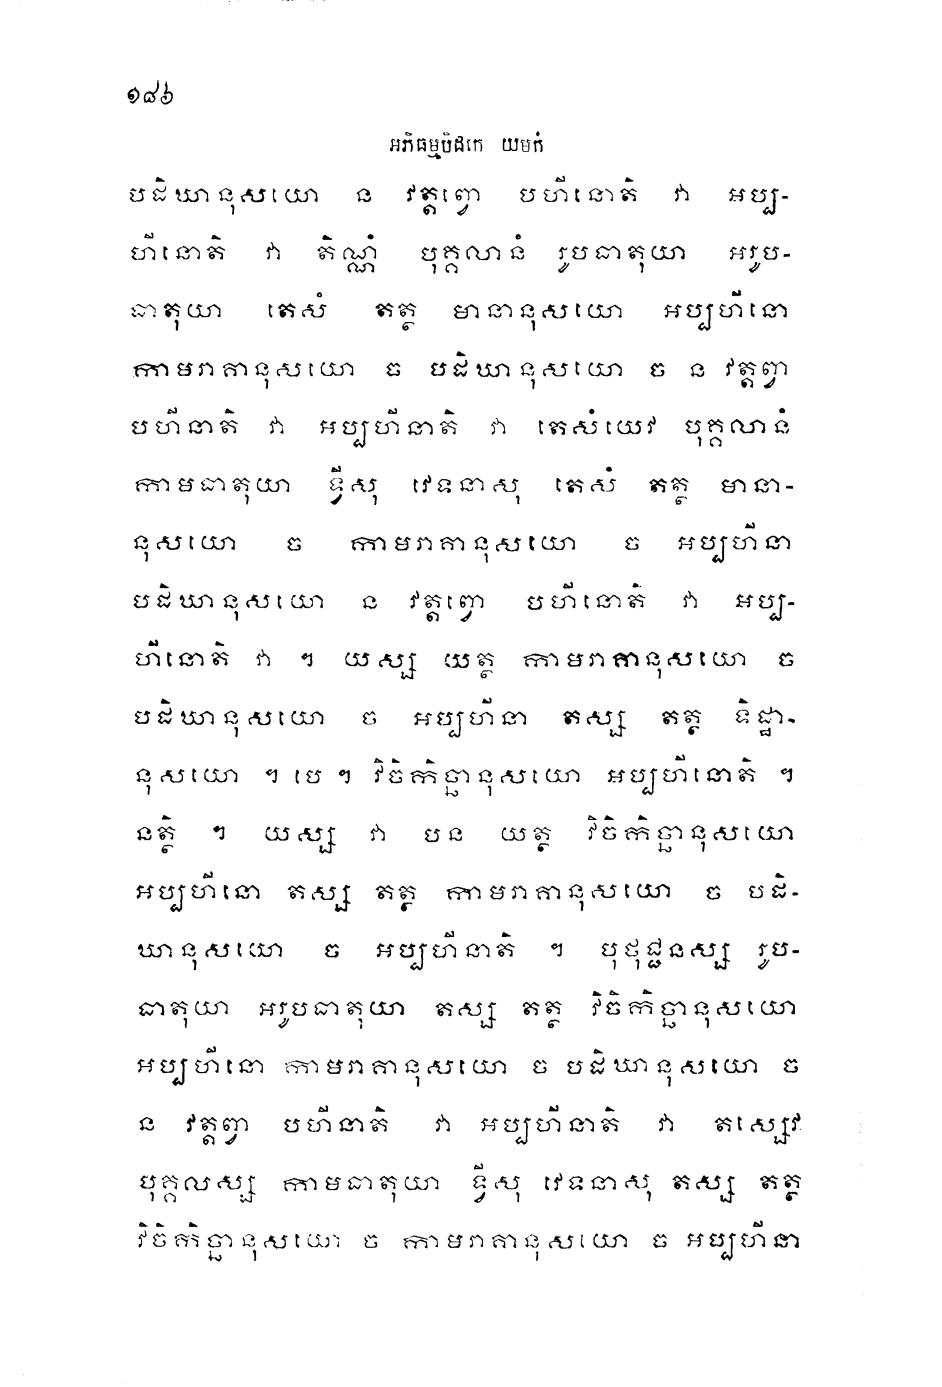 ១៨៦
អភិធម្មបិដកេ យមកំ
បដិឃានុសយោ ន វត្តព្វោ បហីនោតិ វា អប្ប-
ហីនោតិ វា តិណ្ណំ បុគ្គលានំ រូបធាតុយា អរូប-
ធាតុយា តេសំ តត្ថ មានានុសយោ អប្បហីនោ
កាមរាគានុសយោ ច បដិឃានុសយោ ច ន វត្តព្វា
បហីនាតិ វា អប្បហីនាតិ វា តេសំយេវ បុគ្គលានំ
កាមធាតុយា ទ្វីសុ វេទនាសុ តេសំ តត្ថ មានា-
នុសយោ ច កាមរាគានុសយោ ច អប្បហីនា
បដិឃានុសយោ ន វត្តព្វោ បហីនោតិ វា អប្ប-
ហីនោតិ វា ។ យស្ស យត្ថ កាមរាគានុសយោ ច
បដិឃានុសយោ ច អប្បហីនា តស្ស តត្ថ ទិដ្ឋា-
នុសយោ ។ បេ ។ វិចិកិច្ឆានុសយោ អប្បហីនោតិ ។
នត្ថិ ។ យស្ស វា បន យត្ថ វិចិកិច្ឆានុសយោ
អប្បហីនោ តស្ស តត្ថ កាមរាគានុសយោ ច បដិ-
ឃានុសយោ ច អប្បហីនាតិ ។ បុថុជ្ជនស្ស រូប-
ធាតុយា អរូបធាតុយា តស្ស តត្ថ វិចិកិច្ឆានុសយោ
អប្បហីនោ កាមរាគានុសយោ ច បដិឃានុសយោ ច
ន វត្តព្វា បហីនាតិ វា អប្បហីនាតិ វា តស្សេវ
បុគ្គលស្ស កាមធាតុយា ទ្វីសុ វេទនាសុ តស្ស តត្ថ
វិចិកិច្ឆានុសយោ ច កាមរាគានុសយោ ច អប្បហីនា